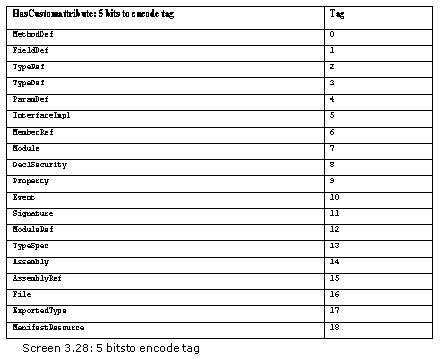 HasCustomattribute: 5 bits to encode tag Tag
MethodDef 0
FieldDef 1
TypeRef 2
TypeDef 3
ParamDef 4
InterfaceImpl 5
MemberRef 6
Module 7
DeclSecurity 8
Property 9
Event 10
Signature 11
ModuleRef 12
TypeSpec 13
Assembly 14
AssemblyRef 15
File 16
ExportedType 17
ManifestResource 18
Screen 3.28: 5 bitsto encode tag